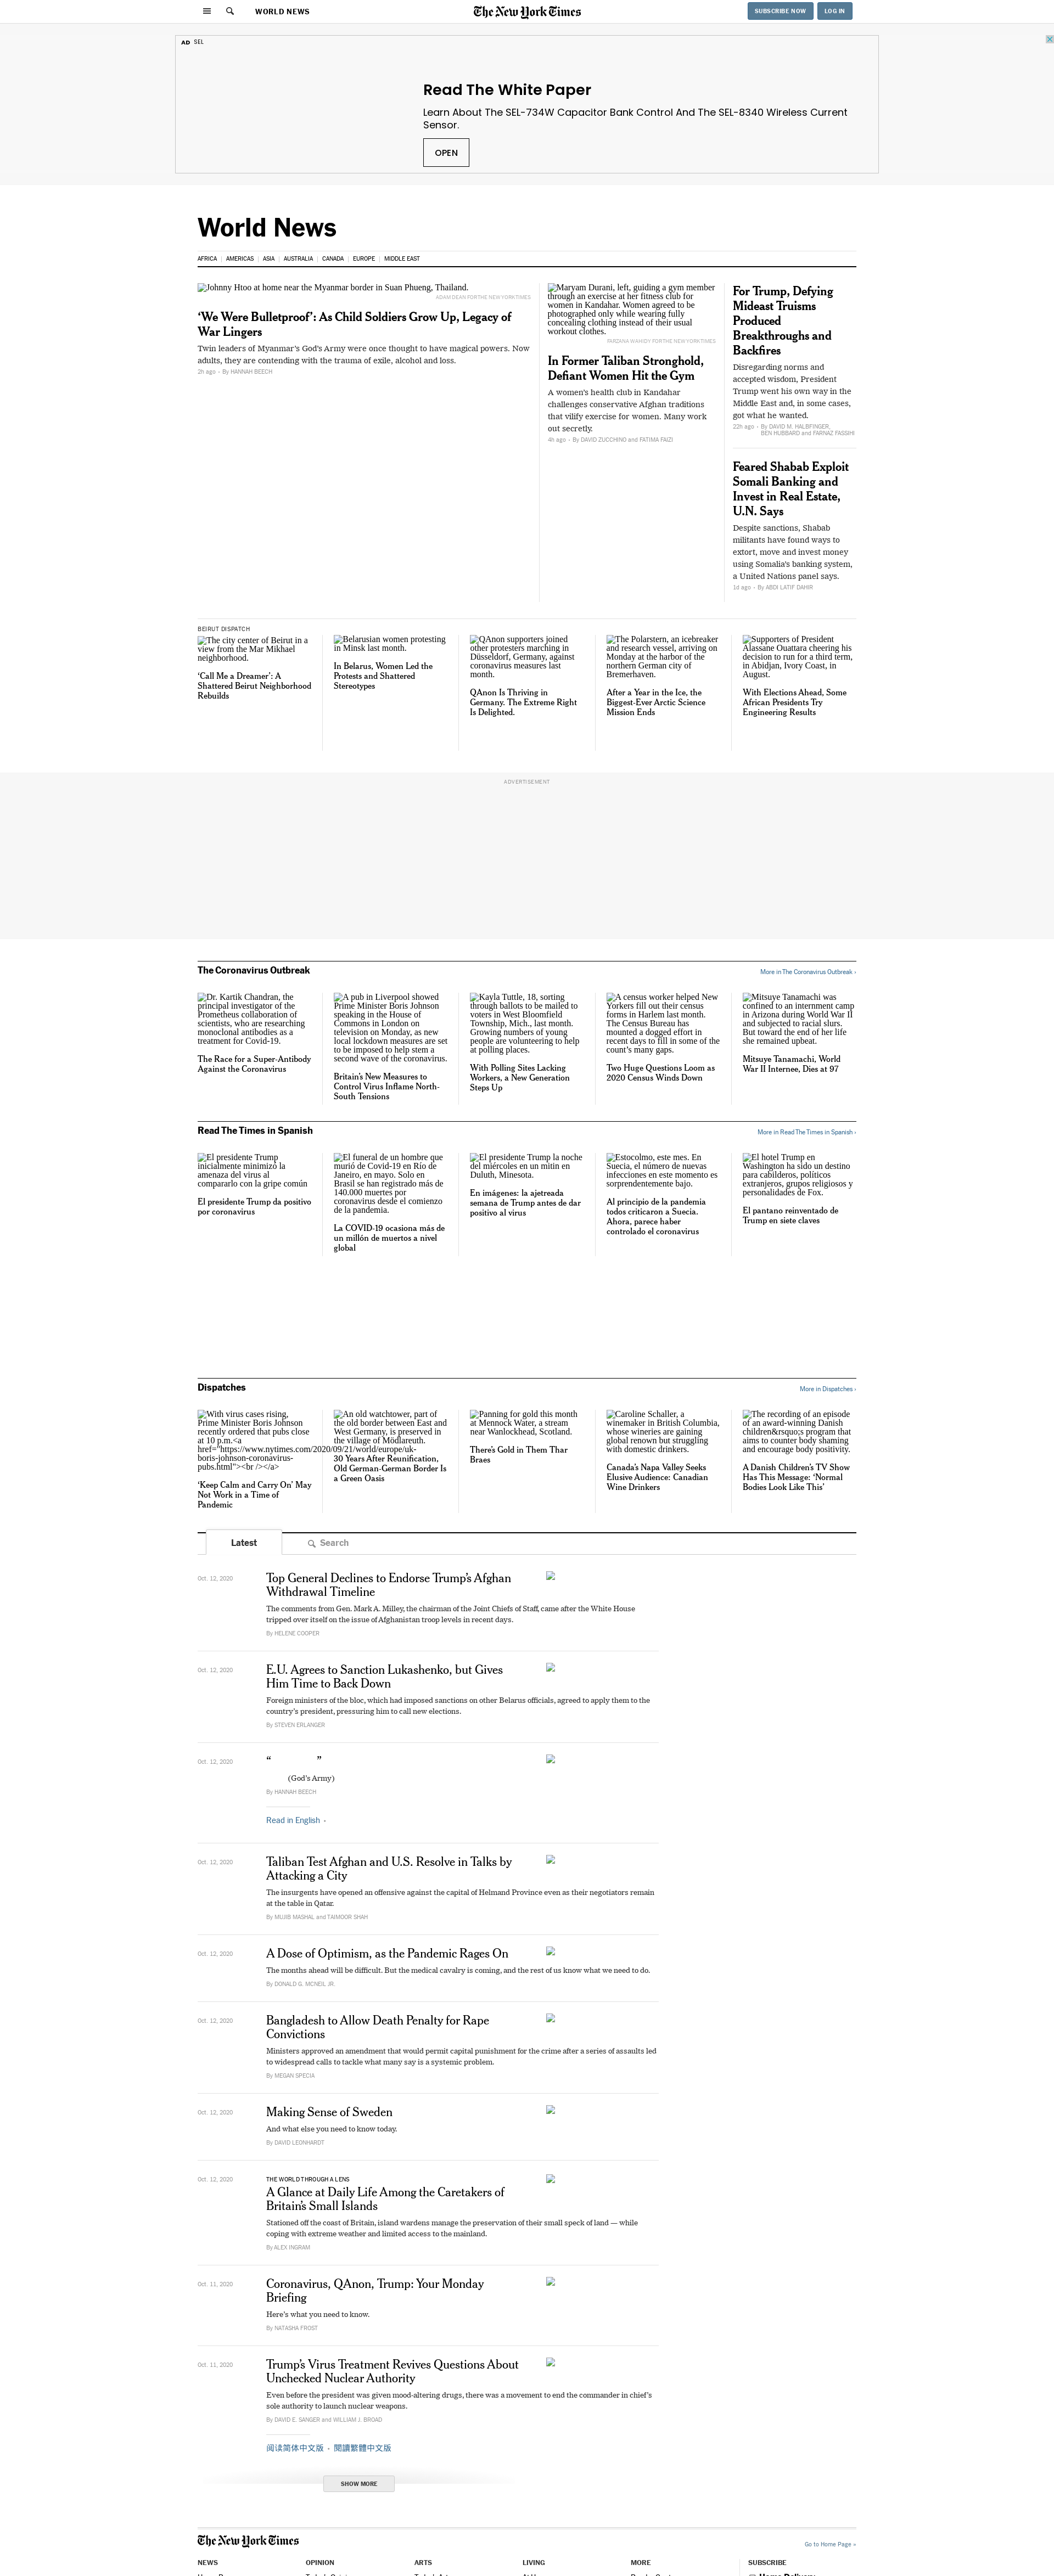 WORLD NEWS
The New York Times
SUBSCRIBE NOW
LOG IN
AD SEL
Read The White Paper
Learn About The SEL-734W Capacitor Bank Control And The SEL-8340 Wireless Current
Sensor.
OPEN
World News
AFRICA
AMERICAS
ASIA
AUSTRALIA
CANADA
EUROPE
MIDDLE EAST
Johnny Htoo at home near the Myanmar border in Suan Phueng, Thailand.
ADAM DEAN FOR THE NEW YORK TIMES
‘We Were Bulletproof’: As Child Soldiers Grow Up, Legacy of
War Lingers
Twin leaders of Myanmar’s God’s Army were once thought to have magical powers. Now
adults, they are contending with the trauma of exile, alcohol and loss.
2h ago • By HANNAH BEECH
Maryam Durani, left, guiding a gym member
through an exercise at her fitness club for
women in Kandahar. Women agreed to be
photographed only while wearing fully
concealing clothing instead of their usual
workout clothes.
FARZANA WAHIDY FOR THE NEW YORK TIMES
In Former Taliban Stronghold,
Defiant Women Hit the Gym
A women’s health club in Kandahar
challenges conservative Afghan traditions
that vilify exercise for women. Many work
out secretly.
4h ago • By DAVID ZUCCHINO and FATIMA FAIZI
For Trump, Defying
Mideast Truisms
Produced
Breakthroughs and
Backfires
Disregarding norms and
accepted wisdom, President
Trump went his own way in the
Middle East and, in some cases,
got what he wanted.
22h ago • By DAVID M. HALBFINGER,
BEN HUBBARD and FARNAZ FASSIHI
Feared Shabab Exploit
Somali Banking and
Invest in Real Estate,
U.N. Says
Despite sanctions, Shabab
militants have found ways to
extort, move and invest money
using Somalia’s banking system,
a United Nations panel says.
1d ago • By ABDI LATIF DAHIR
BEIRUT DISPATCH
The city center of Beirut in a
view from the Mar Mikhael
neighborhood.
‘Call Me a Dreamer’: A
Shattered Beirut Neighborhood
Rebuilds
Belarusian women protesting
in Minsk last month.
In Belarus, Women Led the
Protests and Shattered
Stereotypes
QAnon supporters joined
other protesters marching in
Düsseldorf, Germany, against
coronavirus measures last
month.
QAnon Is Thriving in
Germany. The Extreme Right
Is Delighted.
The Polarstern, an icebreaker
and research vessel, arriving on
Monday at the harbor of the
northern German city of
Bremerhaven.
After a Year in the Ice, the
Biggest-Ever Arctic Science
Mission Ends
Supporters of President
Alassane Ouattara cheering his
decision to run for a third term,
in Abidjan, Ivory Coast, in
August.
With Elections Ahead, Some
African Presidents Try
Engineering Results
ADVERTISEMENT
The Coronavirus Outbreak
More in The Coronavirus Outbreak ›
Dr. Kartik Chandran, the
principal investigator of the
Prometheus collaboration of
scientists, who are researching
monoclonal antibodies as a
treatment for Covid-19.
The Race for a Super-Antibody
Against the Coronavirus
A pub in Liverpool showed
Prime Minister Boris Johnson
speaking in the House of
Commons in London on
television on Monday, as new
local lockdown measures are set
to be imposed to help stem a
second wave of the coronavirus.
Britain’s New Measures to
Control Virus Inflame North-
South Tensions
Kayla Tuttle, 18, sorting
through ballots to be mailed to
voters in West Bloomfield
Township, Mich., last month.
Growing numbers of young
people are volunteering to help
at polling places.
With Polling Sites Lacking
Workers, a New Generation
Steps Up
A census worker helped New
Yorkers fill out their census
forms in Harlem last month.
The Census Bureau has
mounted a dogged effort in
recent days to fill in some of the
count’s many gaps.
Two Huge Questions Loom as
2020 Census Winds Down
Mitsuye Tanamachi was
confined to an internment camp
in Arizona during World War II
and subjected to racial slurs.
But toward the end of her life
she remained upbeat.
Mitsuye Tanamachi, World
War II Internee, Dies at 97
Read The Times in Spanish
More in Read The Times in Spanish ›
El presidente Trump
inicialmente minimizó la
amenaza del virus al
compararlo con la gripe común
El presidente Trump da positivo
por coronavirus
El funeral de un hombre que
murió de Covid-19 en Río de
Janeiro, en mayo. Solo en
Brasil se han registrado más de
140.000 muertes por
coronavirus desde el comienzo
de la pandemia.
La COVID-19 ocasiona más de
un millón de muertos a nivel
global
El presidente Trump la noche
del miércoles en un mitin en
Duluth, Minesota.
En imágenes: la ajetreada
semana de Trump antes de dar
positivo al virus
Estocolmo, este mes. En
Suecia, el número de nuevas
infecciones en este momento es
sorprendentemente bajo.
Al principio de la pandemia
todos criticaron a Suecia.
Ahora, parece haber
controlado el coronavirus
El hotel Trump en
Washington ha sido un destino
para cabilderos, políticos
extranjeros, grupos religiosos y
personalidades de Fox.
El pantano reinventado de
Trump en siete claves
Dispatches
More in Dispatches ›
With virus cases rising,
Prime Minister Boris Johnson
recently ordered that pubs close
at 10 p.m.<a
href="https://www.nytimes.com/2020/09/21/world/europe/uk-
boris-johnson-coronavirus-
pubs.html"><br /></a>
‘Keep Calm and Carry On’ May
Not Work in a Time of
Pandemic
An old watchtower, part of
the old border between East and
West Germany, is preserved in
the village of Mödlareuth.
30 Years After Reunification,
Old German-German Border Is
a Green Oasis
Panning for gold this month
at Mennock Water, a stream
near Wanlockhead, Scotland.
There’s Gold in Them Thar
Braes
Caroline Schaller, a
winemaker in British Columbia,
whose wineries are gaining
global renown but struggling
with domestic drinkers.
Canada’s Napa Valley Seeks
Elusive Audience: Canadian
Wine Drinkers
The recording of an episode
of an award-winning Danish
children&rsquo;s program that
aims to counter body shaming
and encourage body positivity.
A Danish Children’s TV Show
Has This Message: ‘Normal
Bodies Look Like This’
Latest
Search
Oct. 12, 2020
Top General Declines to Endorse Trump’s Afghan
Withdrawal Timeline
The comments from Gen. Mark A. Milley, the chairman of the Joint Chiefs of Staff, came after the White House
tripped over itself on the issue of Afghanistan troop levels in recent days.
By HELENE COOPER
Oct. 12, 2020
E.U. Agrees to Sanction Lukashenko, but Gives
Him Time to Back Down
Foreign ministers of the bloc, which had imposed sanctions on other Belarus officials, agreed to apply them to the
country’s president, pressuring him to call new elections.
By STEVEN ERLANGER
Oct. 12, 2020
“ ”
(God’s Army)
By HANNAH BEECH
Read in English •
Oct. 12, 2020
Taliban Test Afghan and U.S. Resolve in Talks by
Attacking a City
The insurgents have opened an offensive against the capital of Helmand Province even as their negotiators remain
at the table in Qatar.
By MUJIB MASHAL and TAIMOOR SHAH
Oct. 12, 2020
A Dose of Optimism, as the Pandemic Rages On
The months ahead will be difficult. But the medical cavalry is coming, and the rest of us know what we need to do.
By DONALD G. MCNEIL JR.
Oct. 12, 2020
Bangladesh to Allow Death Penalty for Rape
Convictions
Ministers approved an amendment that would permit capital punishment for the crime after a series of assaults led
to widespread calls to tackle what many say is a systemic problem.
By MEGAN SPECIA
Oct. 12, 2020
Making Sense of Sweden
And what else you need to know today.
By DAVID LEONHARDT
Oct. 12, 2020
THE WORLD THROUGH A LENS
A Glance at Daily Life Among the Caretakers of
Britain’s Small Islands
Stationed off the coast of Britain, island wardens manage the preservation of their small speck of land — while
coping with extreme weather and limited access to the mainland.
By ALEX INGRAM
Oct. 11, 2020
Coronavirus, QAnon, Trump: Your Monday
Briefing
Here’s what you need to know.
By NATASHA FROST
Oct. 11, 2020
Trump’s Virus Treatment Revives Questions About
Unchecked Nuclear Authority
Even before the president was given mood-altering drugs, there was a movement to end the commander in chief’s
sole authority to launch nuclear weapons.
By DAVID E. SANGER and WILLIAM J. BROAD
阅读简体中文版 • 閱讀繁體中文版
SHOW MORE
The New York Times
Go to Home Page »
NEWS
OPINION
ARTS
LIVING
MORE
SUBSCRIBE